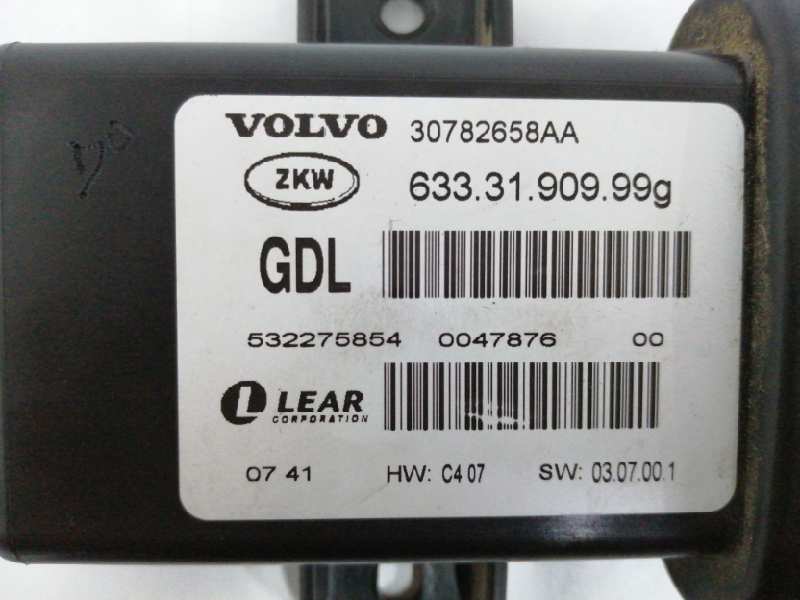 VOLVO 30782658AA
ZKW 633.31.909.99g
GDL
532275854 0047876 00
LEAR
CORPORATION
07 41 HW: C4 07 SW: 03.07.00.1